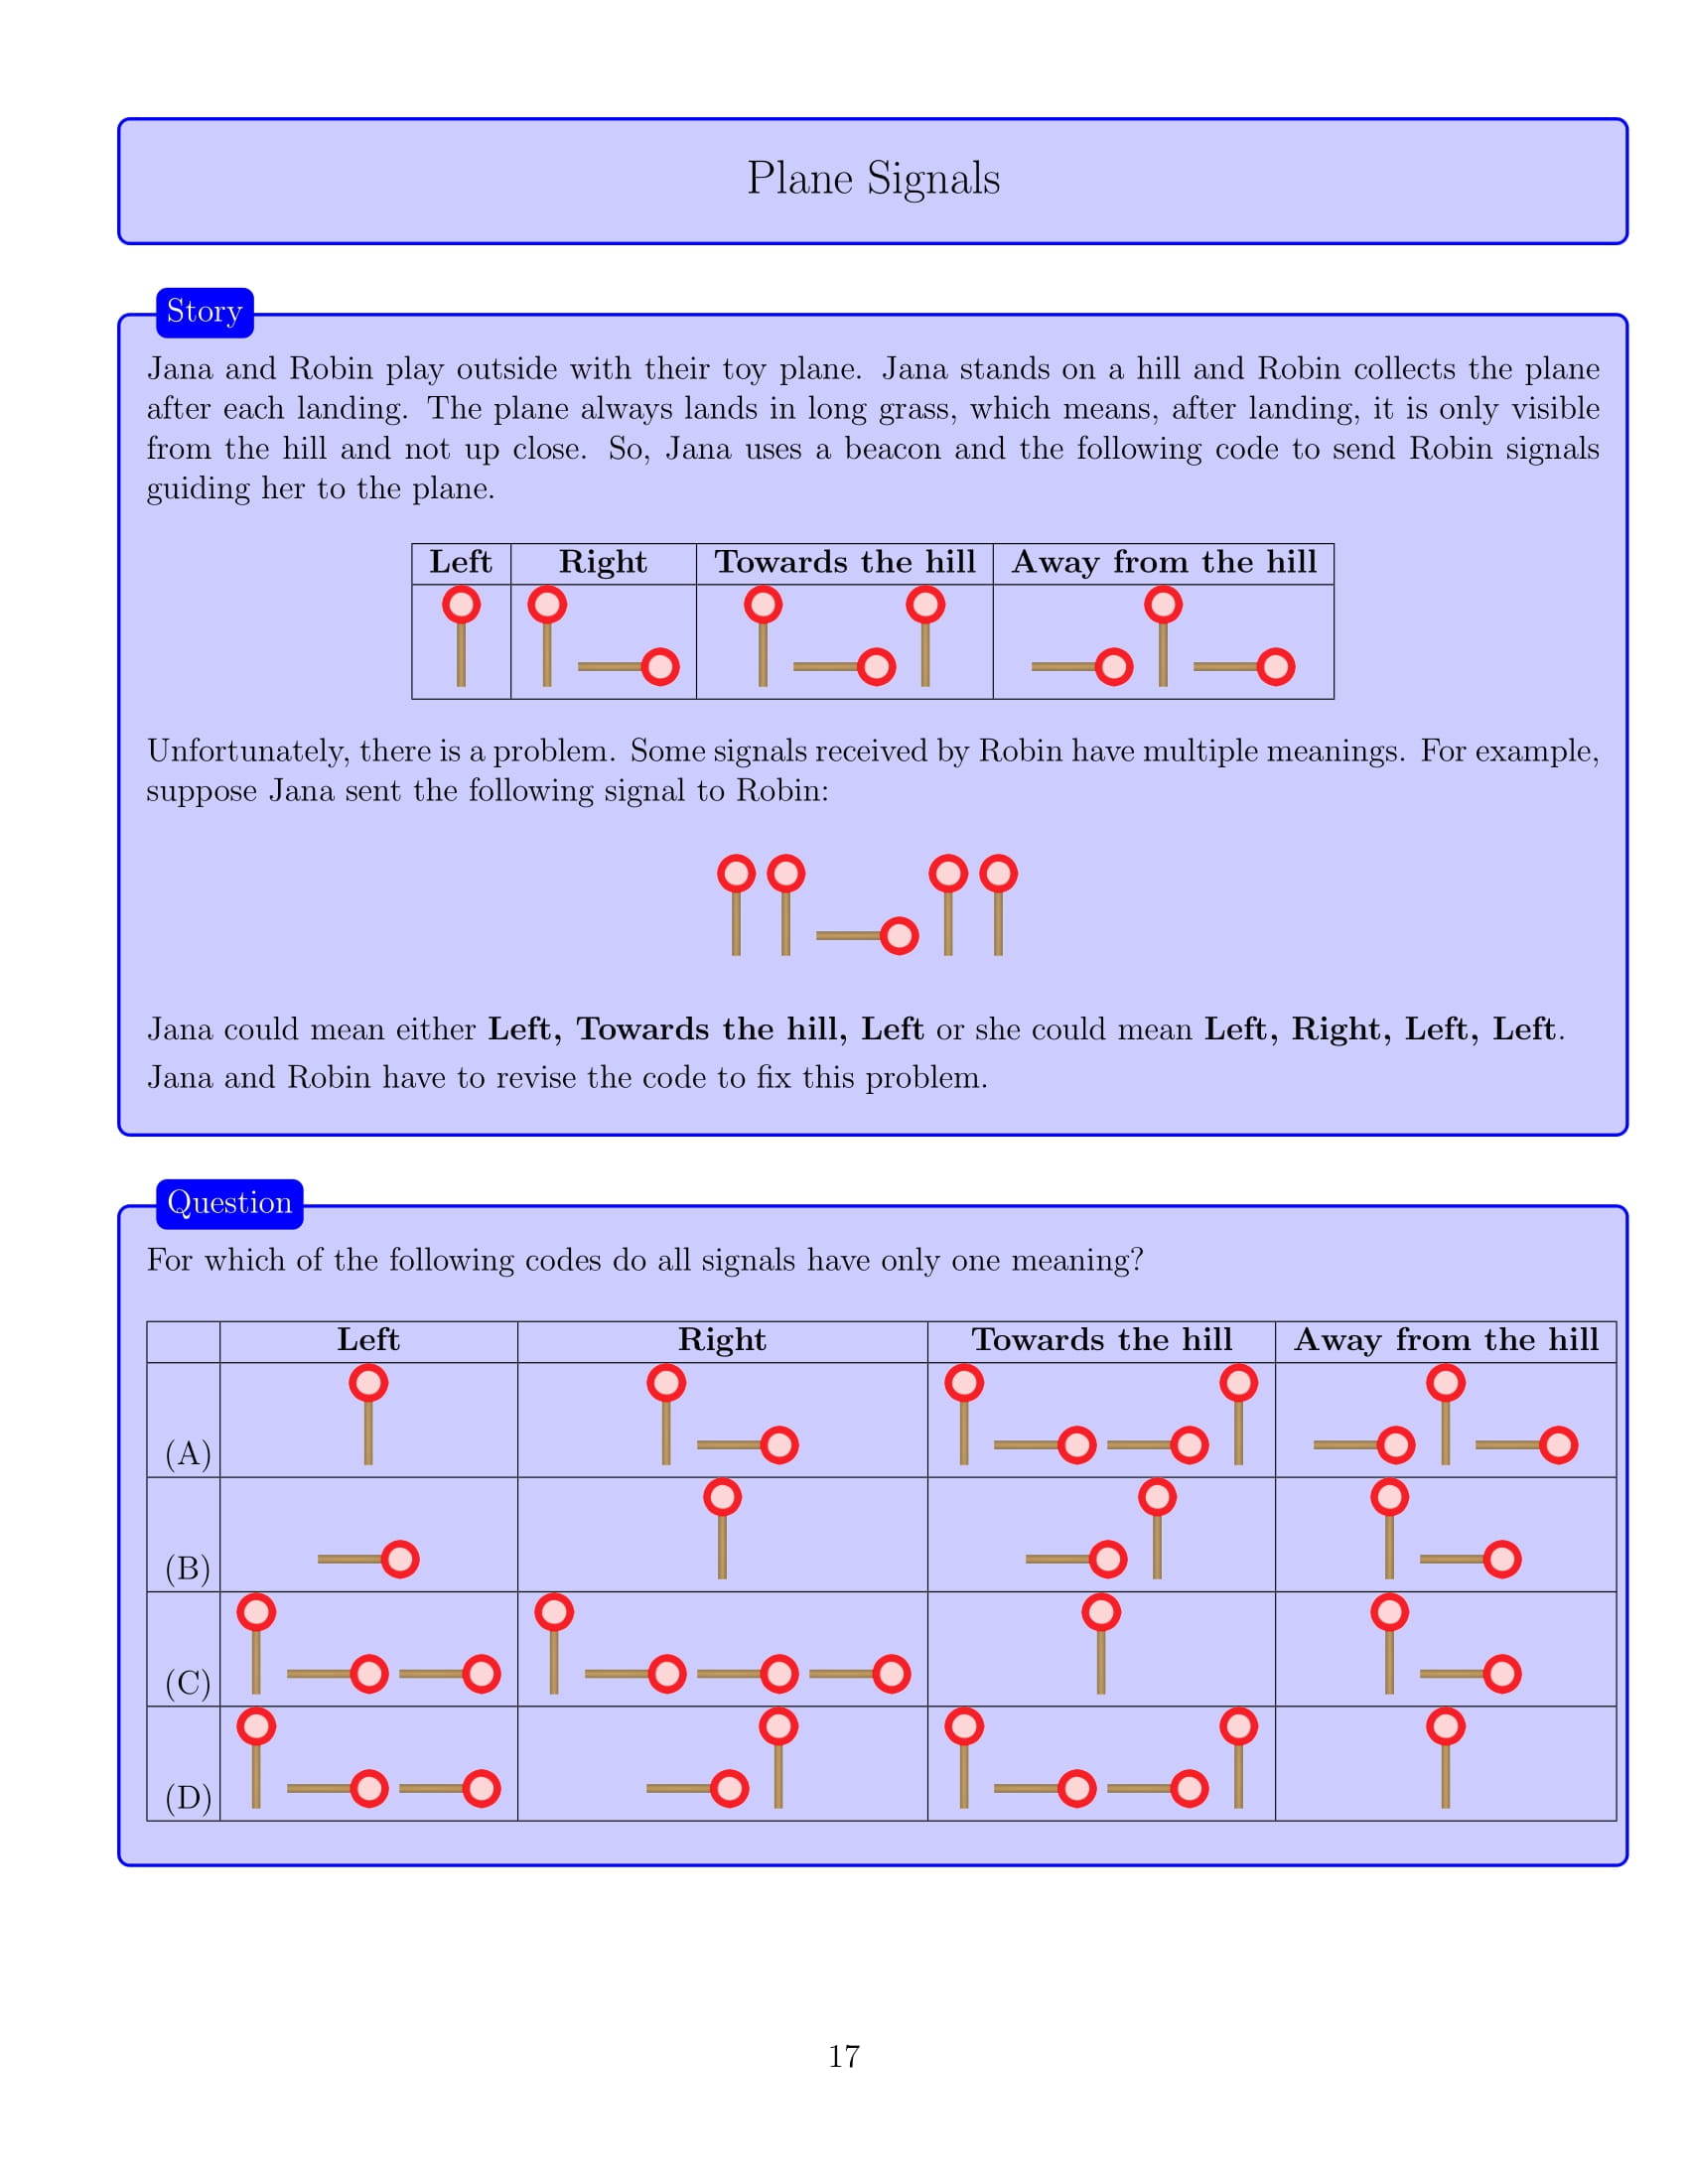 Plane Signals
Story
Jana and Robin play outside with their toy plane. Jana stands on a hill and Robin collects the plane
after each landing. The plane always lands in long grass, which means, after landing, it is only visible
from the hill and not up close. So, Jana uses a beacon and the following code to send Robin signals
guiding her to the plane.
Left Right Towards the hill Away from the hill
Unfortunately, there is a problem. Some signals received by Robin have multiple meanings. For example,
suppose Jana sent the following signal to Robin:
Jana could mean either Left, Towards the hill, Left or she could mean Left, Right, Left, Left.
Jana and Robin have to revise the code to fix this problem.
Question
For which of the following codes do all signals have only one meaning?
Left Right Towards the hill Away from the hill
(A)
(B)
(C)
(D)
17